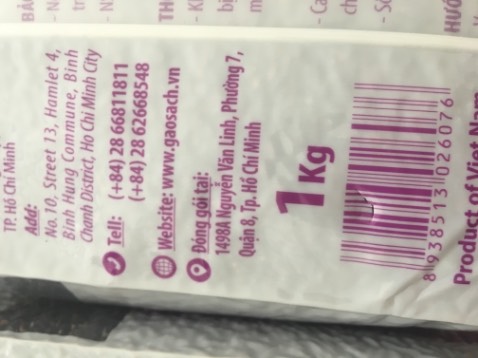 TP. Hồ Chí Minh
Add:
No. 10, Street 13, Hamlet 4,
Binh Hung Commune, Binh
Chanh District, Ho Chi Minh City
Tell: (+84) 28 66811811
(+84) 28 62668548
Website: www.gaosach.vn
Đóng gói tại:
1498A Nguyễn Văn Linh, Phường 7,
Quận 8, Tp. Hồ Chí Minh
1 Kg
8 938513 026076
Product of Viet Nam